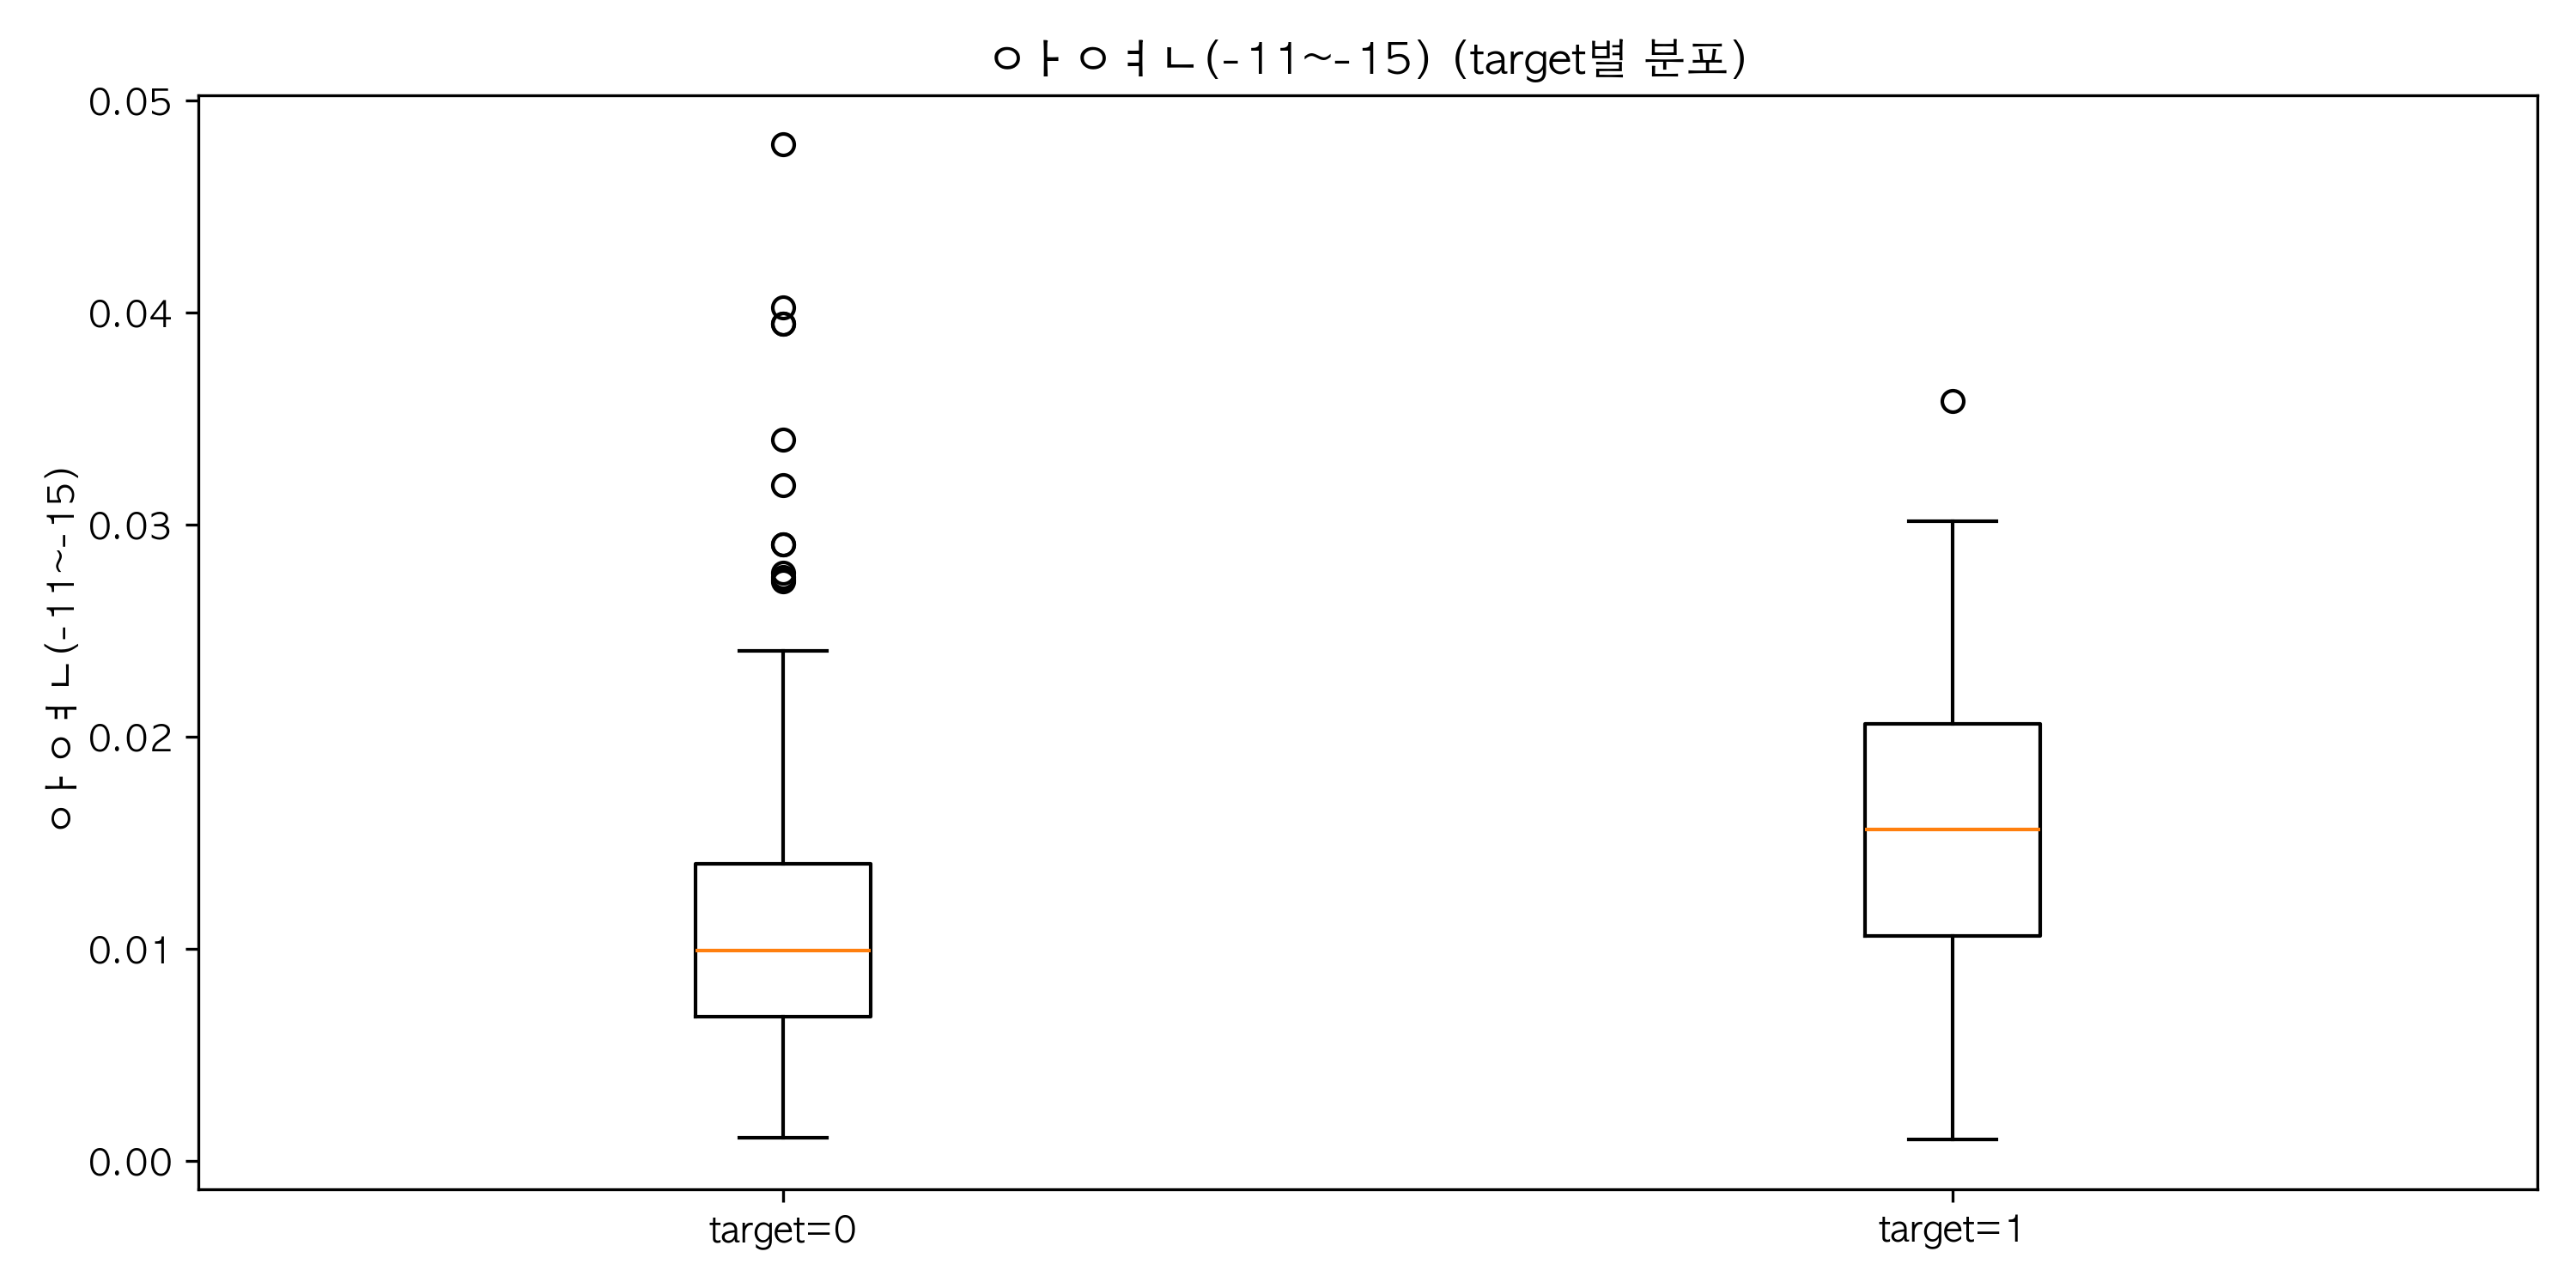 ㅇㅏㅇㅕㄴ(-11~-15) (target별 분포)
ㅇㅏㅇㅕㄴ(-11~-15)
0.05
0.04
0.03
0.02
0.01
0.00
target=0
target=1